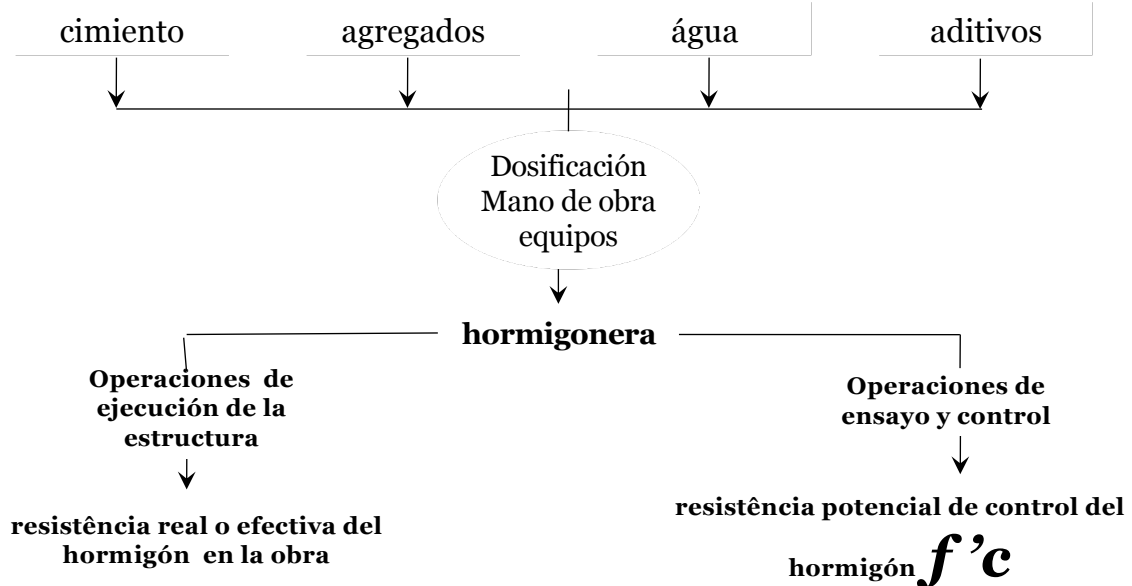 cimiento
agregados
água
aditivos
Dosificación
Mano de obra
equipos
hormigonera
Operaciones de
ejecución de la
estructura
Operaciones de
ensayo y control
resistência real o efectiva del
hormigón en la obra
resistência potencial de control del
hormigón f ’c